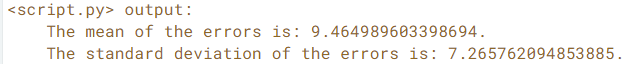 <script.py> output:
The mean of the errors is: 9.464989603398694.
The standard deviation of the errors is: 7.265762094853885.